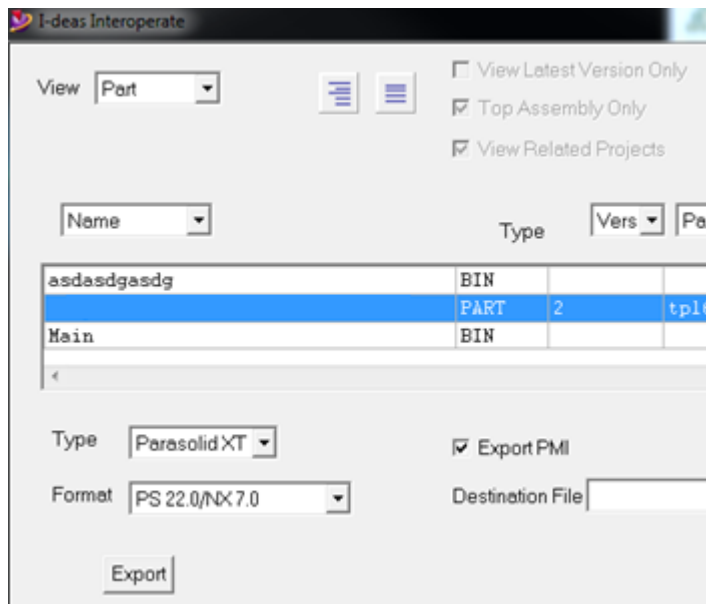 I-deas Interoperate
View Part
View Latest Version Only
Top Assembly Only
View Related Projects
Name
Type Vers Pa
asdasdgasdg BIN
PART 2
Main BIN
Type Parasolid XT
Export PMI
Format PS 22.0/NX 7.0
Destination File
Export